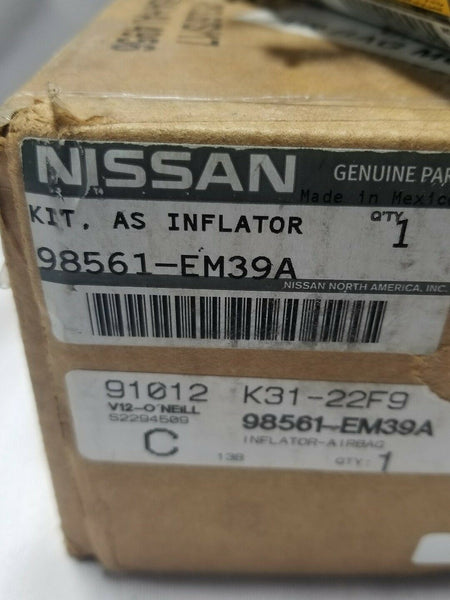 NISSAN GENUINE PAR
Made in Mexico
KIT, AS INFLATOR QTY 1
98561-EM39A
NISSAN NORTH AMERICA, INC.
91012 K31-22F9
V12-O'NEILL 98561-EM39A
S2294509 INFLATOR-AIRBAG
C 138 QTY: 1